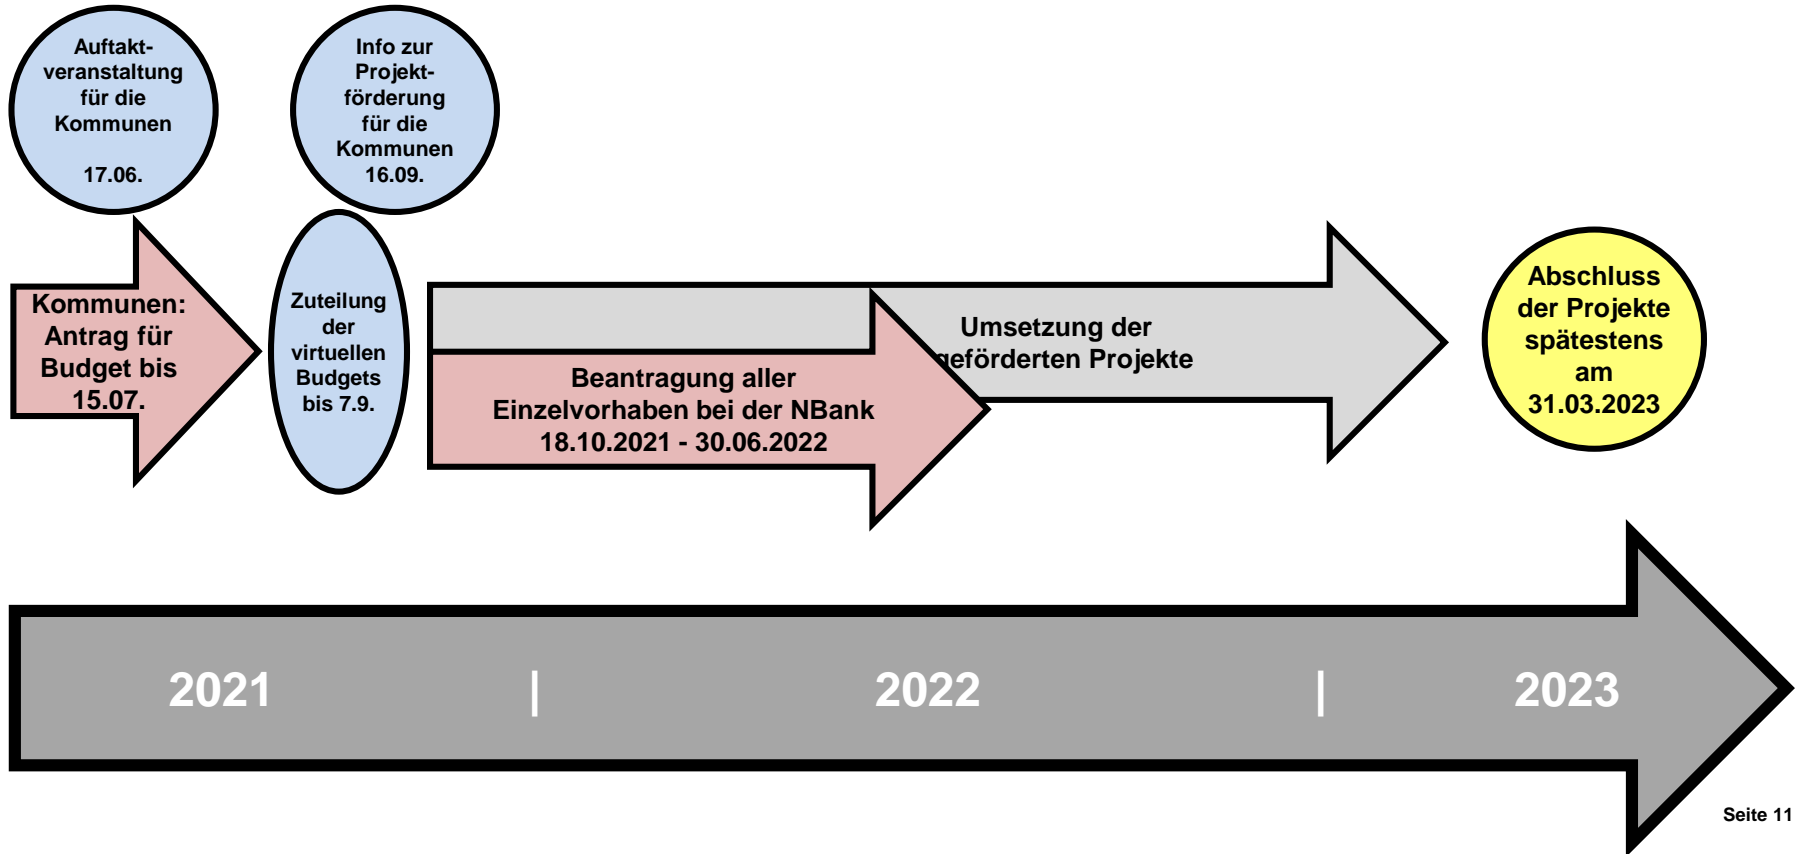 Auftakt-
veranstaltung
für die
Kommunen
17.06.
Info zur
Projekt-
förderung
für die
Kommunen
16.09.
Kommunen:
Antrag für
Budget bis
15.07.
Zuteilung
der
virtuellen
Budgets
bis 7.9.
Umsetzung der
geförderten Projekte
Beantragung aller
Einzelvorhaben bei der NBank
18.10.2021 - 30.06.2022
Abschluss
der Projekte
spätestens
am
31.03.2023
2021 | 2022 | 2023
Seite 11